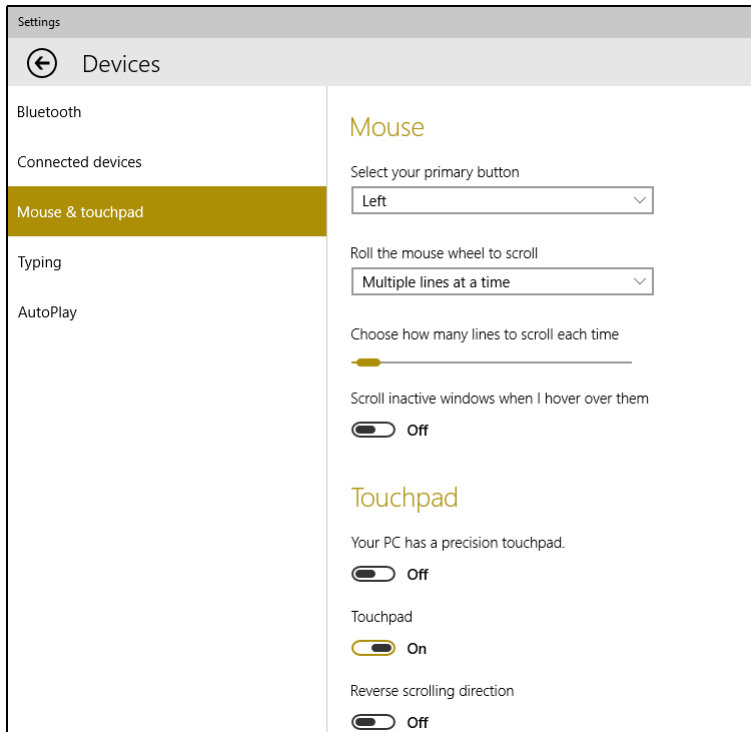 Settings
Devices
Bluetooth
Connected devices
Mouse & touchpad
Typing
AutoPlay
Mouse
Select your primary button
Left
Roll the mouse wheel to scroll
Multiple lines at a time
Choose how many lines to scroll each time
Scroll inactive windows when I hover over them
Off
Touchpad
Your PC has a precision touchpad.
Off
Touchpad
On
Reverse scrolling direction
Off